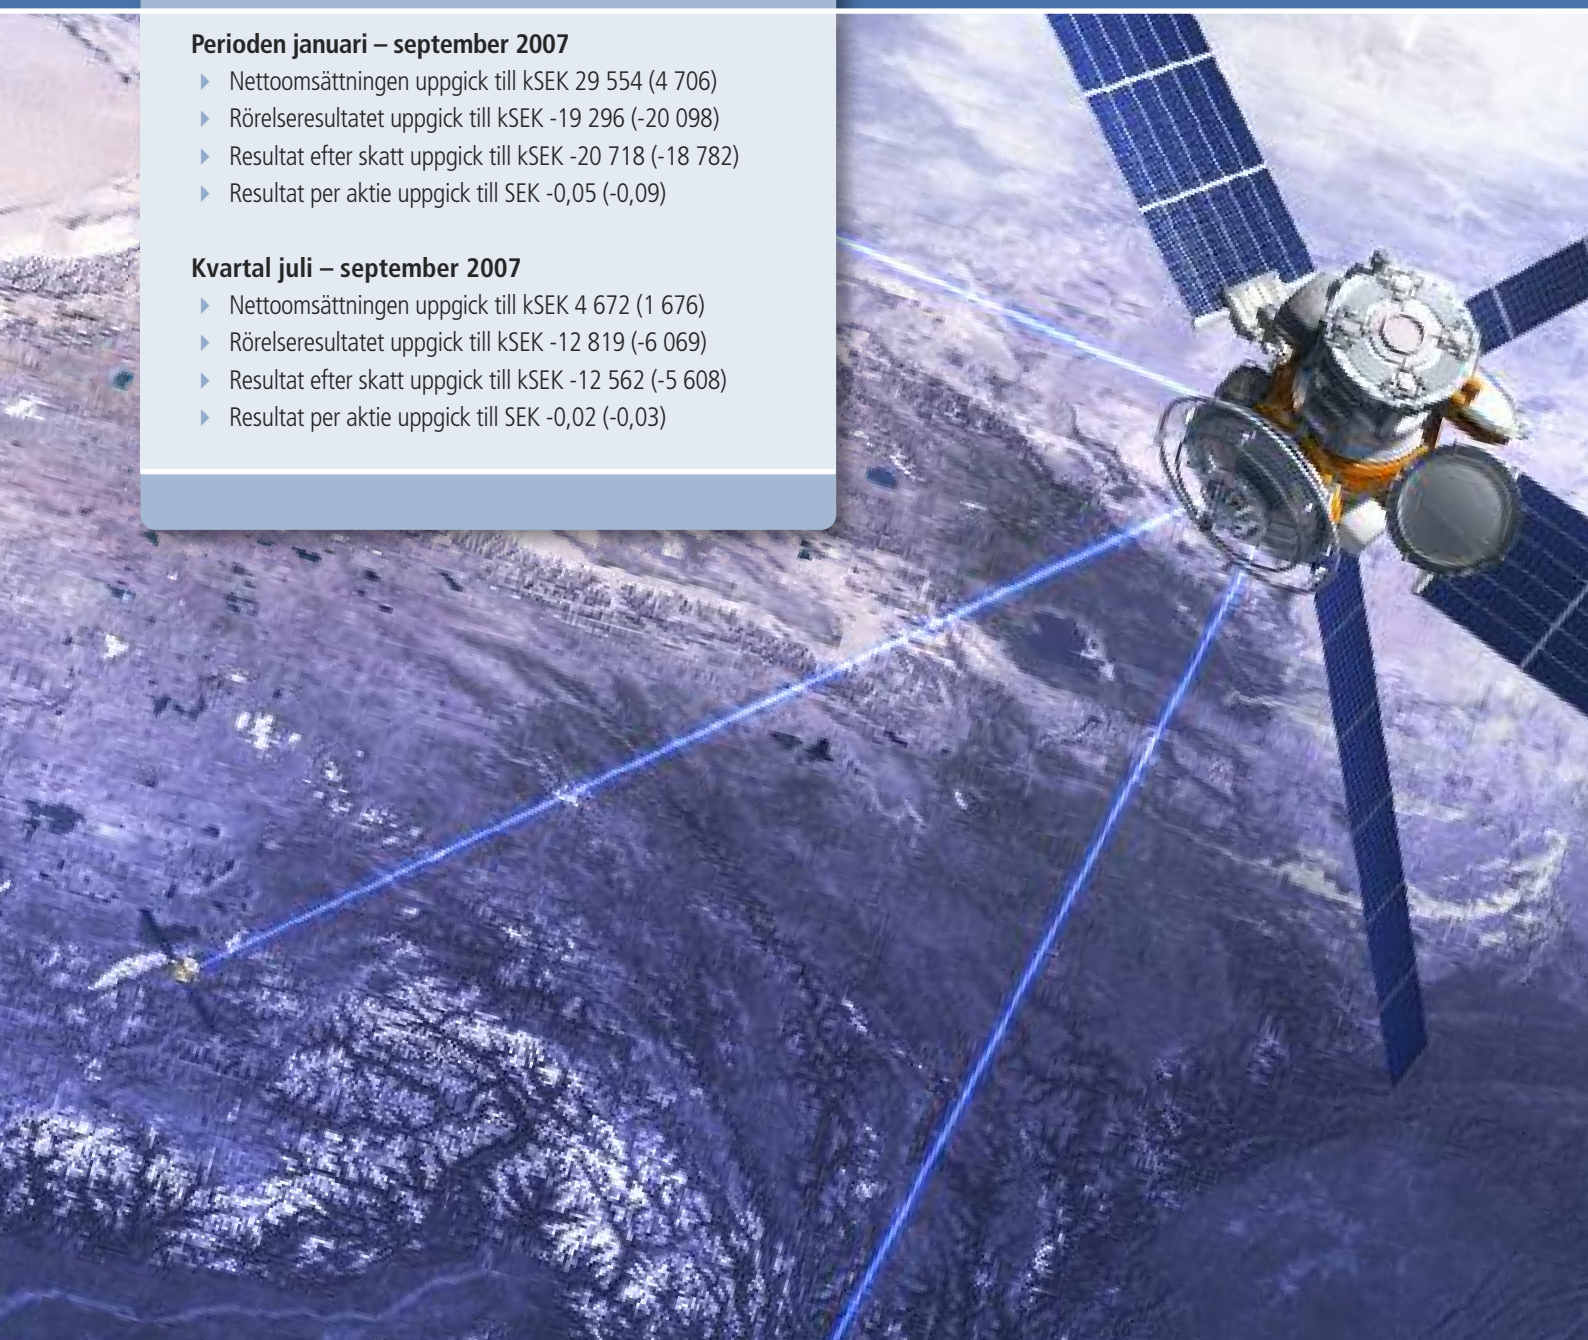 Perioden januari – september 2007
Nettoomsättningen uppgick till kSEK 29 554 (4 706)
Rörelseresultatet uppgick till kSEK -19 296 (-20 098)
Resultat efter skatt uppgick till kSEK -20 718 (-18 782)
Resultat per aktie uppgick till SEK -0,05 (-0,09)
Kvartal juli – september 2007
Nettoomsättningen uppgick till kSEK 4 672 (1 676)
Rörelseresultatet uppgick till kSEK -12 819 (-6 069)
Resultat efter skatt uppgick till kSEK -12 562 (-5 608)
Resultat per aktie uppgick till SEK -0,02 (-0,03)